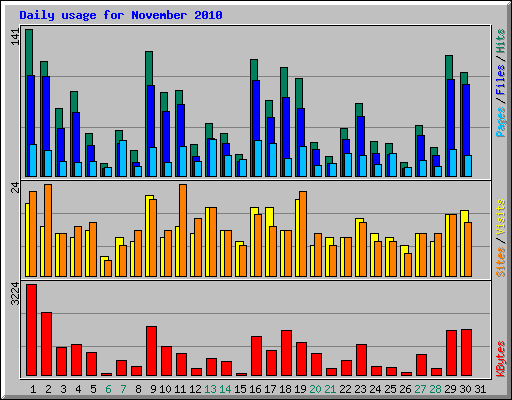 Daily usage for November 2010
141
Pages / Files / Hits
24
Sites / Visits
3224
KBytes
1 2 3 4 5 6 7 8 9 10 11 12 13 14 15 16 17 18 19 20 21 22 23 24 25 26 27 28 29 30 31